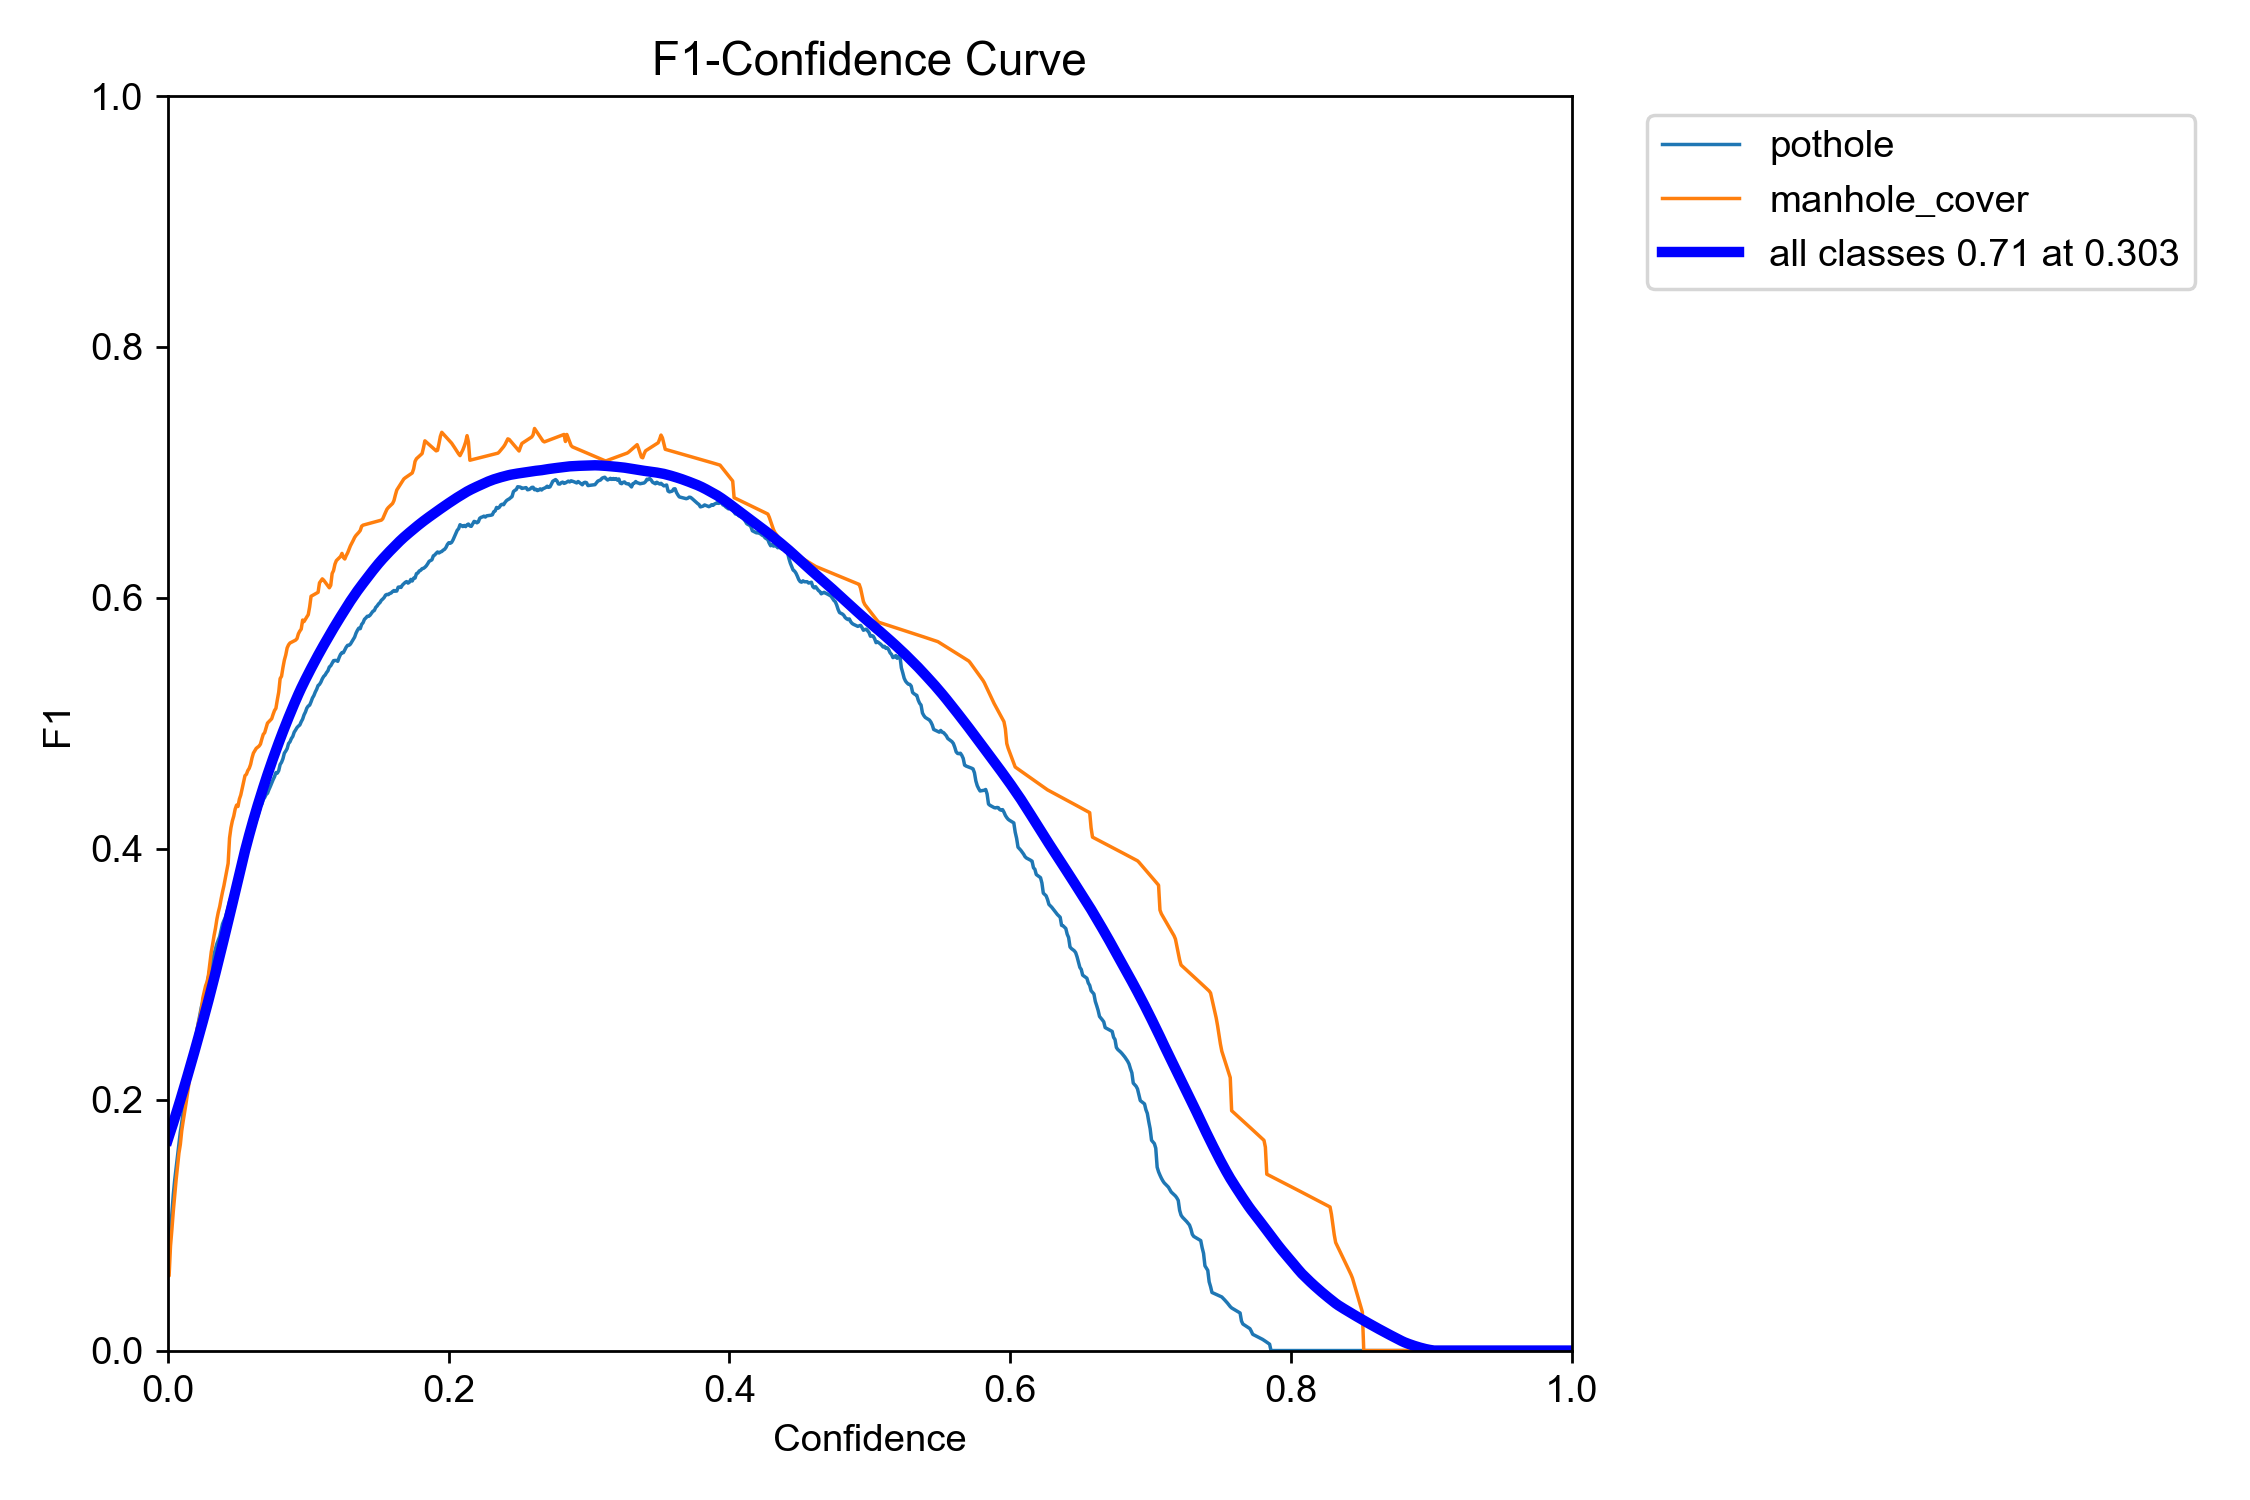 F1-Confidence Curve
1.0
0.8
0.6
0.4
0.2
0.0
F1
0.0 0.2 0.4 0.6 0.8 1.0
Confidence
pothole
manhole_cover
all classes 0.71 at 0.303